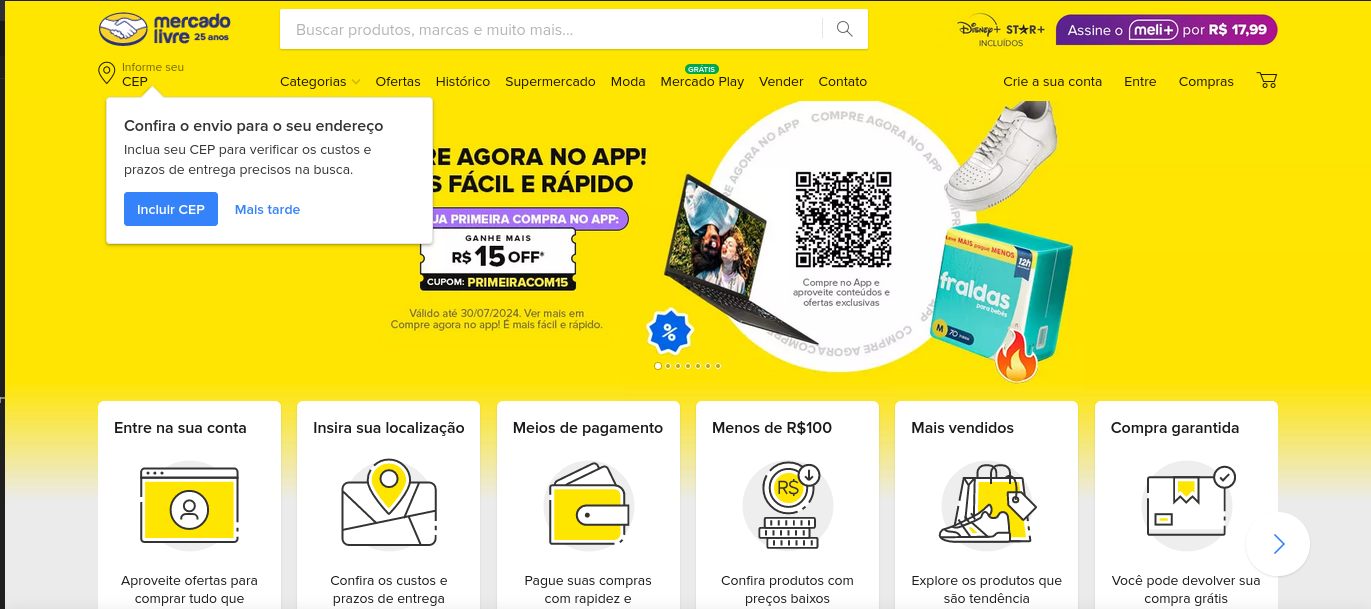 mercado
livre 25 anos
Buscar produtos, marcas e muito mais...
Disney+ STAR+
INCLUÍDOS
Assine o meli+ por R$ 17,99
Informe seu
CEP
Categorias
Ofertas
Histórico
Supermercado
Moda
GRÁTIS
Mercado Play
Vender
Contato
Crie a sua conta
Entre
Compras
Confira o envio para o seu endereço
Inclua seu CEP para verificar os custos e
prazos de entrega precisos na busca.
Incluir CEP
Mais tarde
RE AGORA NO APP!
S FÁCIL E RÁPIDO
UA PRIMEIRA COMPRA NO APP:
GANHE MAIS
R$ 15 OFF*
CUPOM: PRIMEIRACOM15
Válido até 30/07/2024. Ver mais em
Compre agora no app! É mais fácil e rápido.
COMPRE AGORA NO APP
RE AGORA NO APP
COMPRE AGORA NO APP
Compre no App e
aproveite conteúdos e
ofertas exclusivas
Leve MAIS pague MENOS
12h
fraldas
para bebês
M 70
%
Entre na sua conta
Aproveite ofertas para
comprar tudo que
Insira sua localização
Confira os custos e
prazos de entrega
Meios de pagamento
Pague suas compras
com rapidez e
Menos de R$100
R$
Confira produtos com
preços baixos
Mais vendidos
Explore os produtos que
são tendência
Compra garantida
Você pode devolver sua
compra grátis